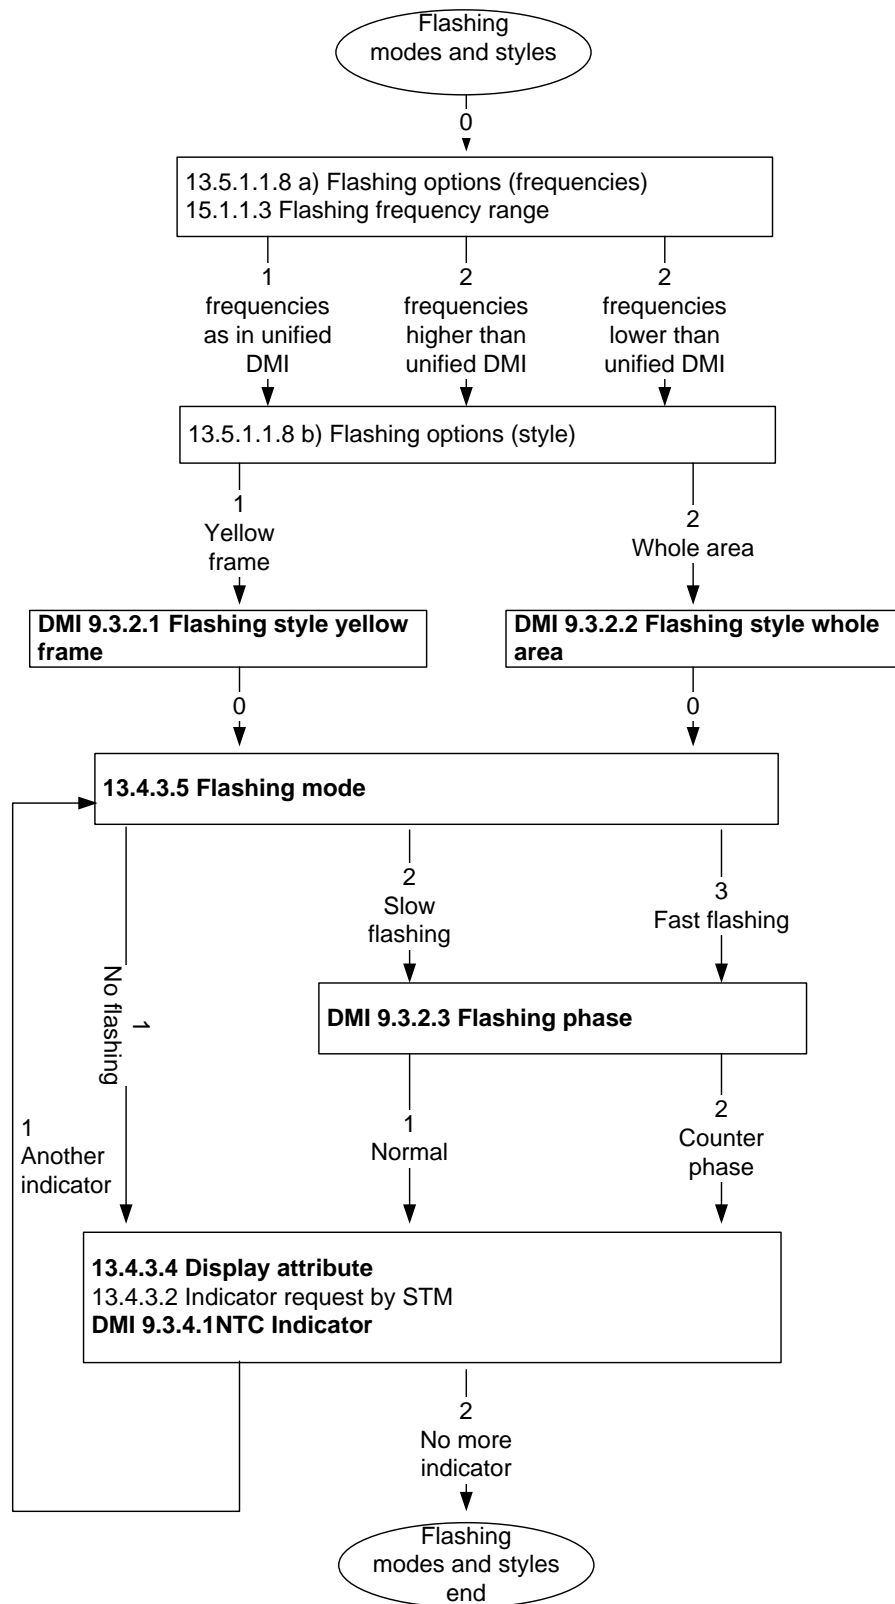 Flashing
modes and styles
0
13.5.1.1.8 a) Flashing options (frequencies)
15.1.1.3 Flashing frequency range
1
frequencies
as in unified
DMI
2
frequencies
higher than
unified DMI
2
frequencies
lower than
unified DMI
13.5.1.1.8 b) Flashing options (style)
1
Yellow
frame
2
Whole area
DMI 9.3.2.1 Flashing style yellow
frame
DMI 9.3.2.2 Flashing style whole
area
0
0
13.4.3.5 Flashing mode
1
No flashing
2
Slow
flashing
3
Fast flashing
DMI 9.3.2.3 Flashing phase
1
Another
indicator
1
Normal
2
Counter
phase
13.4.3.4 Display attribute
13.4.3.2 Indicator request by STM
DMI 9.3.4.1NTC Indicator
2
No more
indicator
Flashing
modes and styles
end